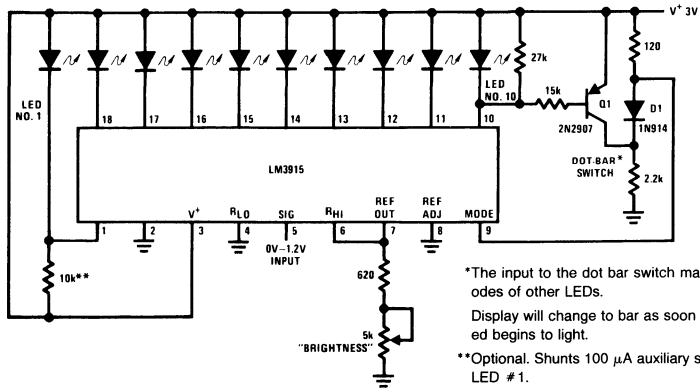 V+ 3V
120
27k
LED
NO. 10
15k
Q1
2N2907
D1
1N914
LED
NO. 1
DOT-BAR*
SWITCH
2.2k
18 17 16 15 14 13 12 11 10
LM3915
V+ RLO SIG RHI REF OUT REF ADJ MODE
1 2 3 4 5 6 7 8 9
0V–1.2V
INPUT
10k**
620
5k
"BRIGHTNESS"
*The input to the dot bar switch ma
odes of other LEDs.
Display will change to bar as soon
ed begins to light.
**Optional. Shunts 100 μA auxiliary s
LED #1.